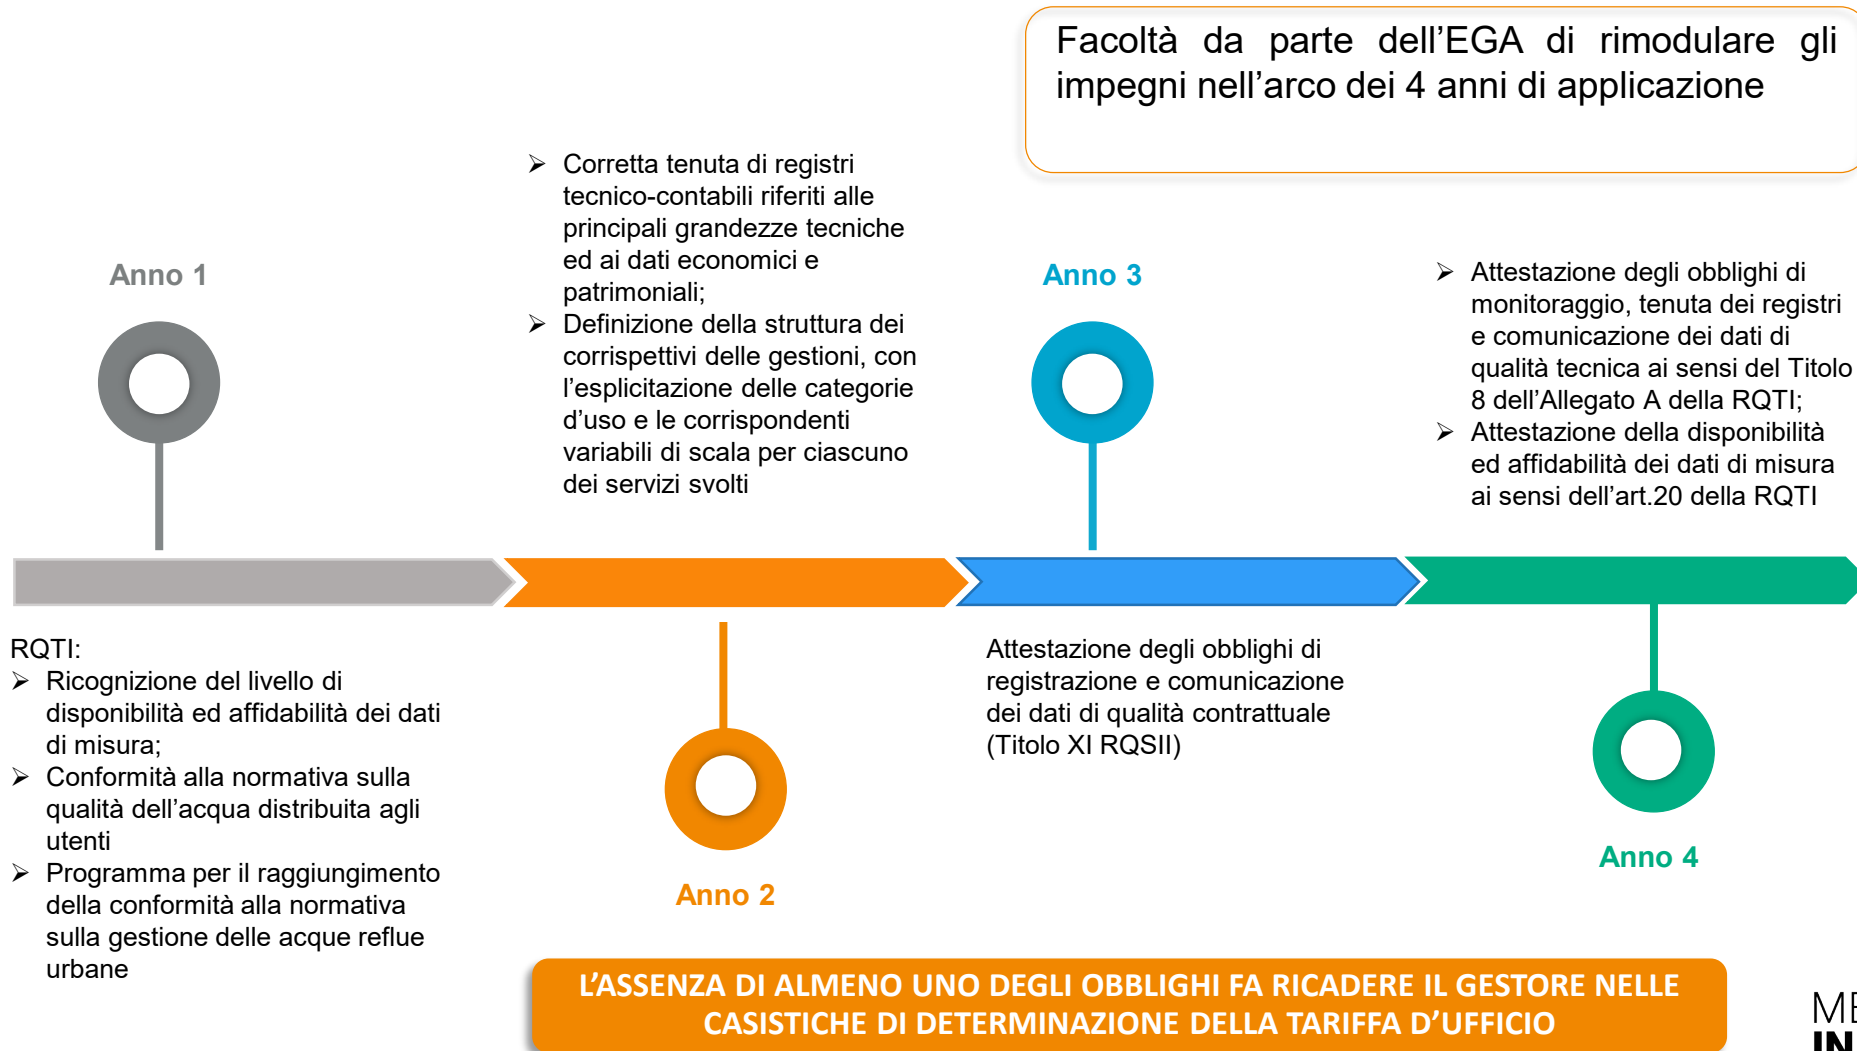 Facoltà da parte dell’EGA di rimodulare gli
impegni nell’arco dei 4 anni di applicazione
Anno 1
RQTI:
➢ Ricognizione del livello di
disponibilità ed affidabilità dei dati
di misura;
➢ Conformità alla normativa sulla
qualità dell’acqua distribuita agli
utenti
➢ Programma per il raggiungimento
della conformità alla normativa
sulla gestione delle acque reflue
urbane
➢ Corretta tenuta di registri
tecnico-contabili riferiti alle
principali grandezze tecniche
ed ai dati economici e
patrimoniali;
➢ Definizione della struttura dei
corrispettivi delle gestioni, con
l’esplicitazione delle categorie
d’uso e le corrispondenti
variabili di scala per ciascuno
dei servizi svolti
Anno 2
Anno 3
Attestazione degli obblighi di
registrazione e comunicazione
dei dati di qualità contrattuale
(Titolo XI RQSII)
➢ Attestazione degli obblighi di
monitoraggio, tenuta dei registri
e comunicazione dei dati di
qualità tecnica ai sensi del Titolo
8 dell’Allegato A della RQTI;
➢ Attestazione della disponibilità
ed affidabilità dei dati di misura
ai sensi dell’art.20 della RQTI
Anno 4
L’ASSENZA DI ALMENO UNO DEGLI OBBLIGHI FA RICADERE IL GESTORE NELLE
CASISTICHE DI DETERMINAZIONE DELLA TARIFFA D’UFFICIO